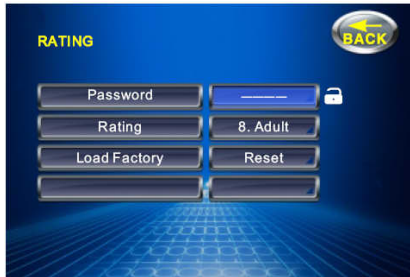 RATING
BACK
Password ————
Rating 8. Adult
Load Factory Reset